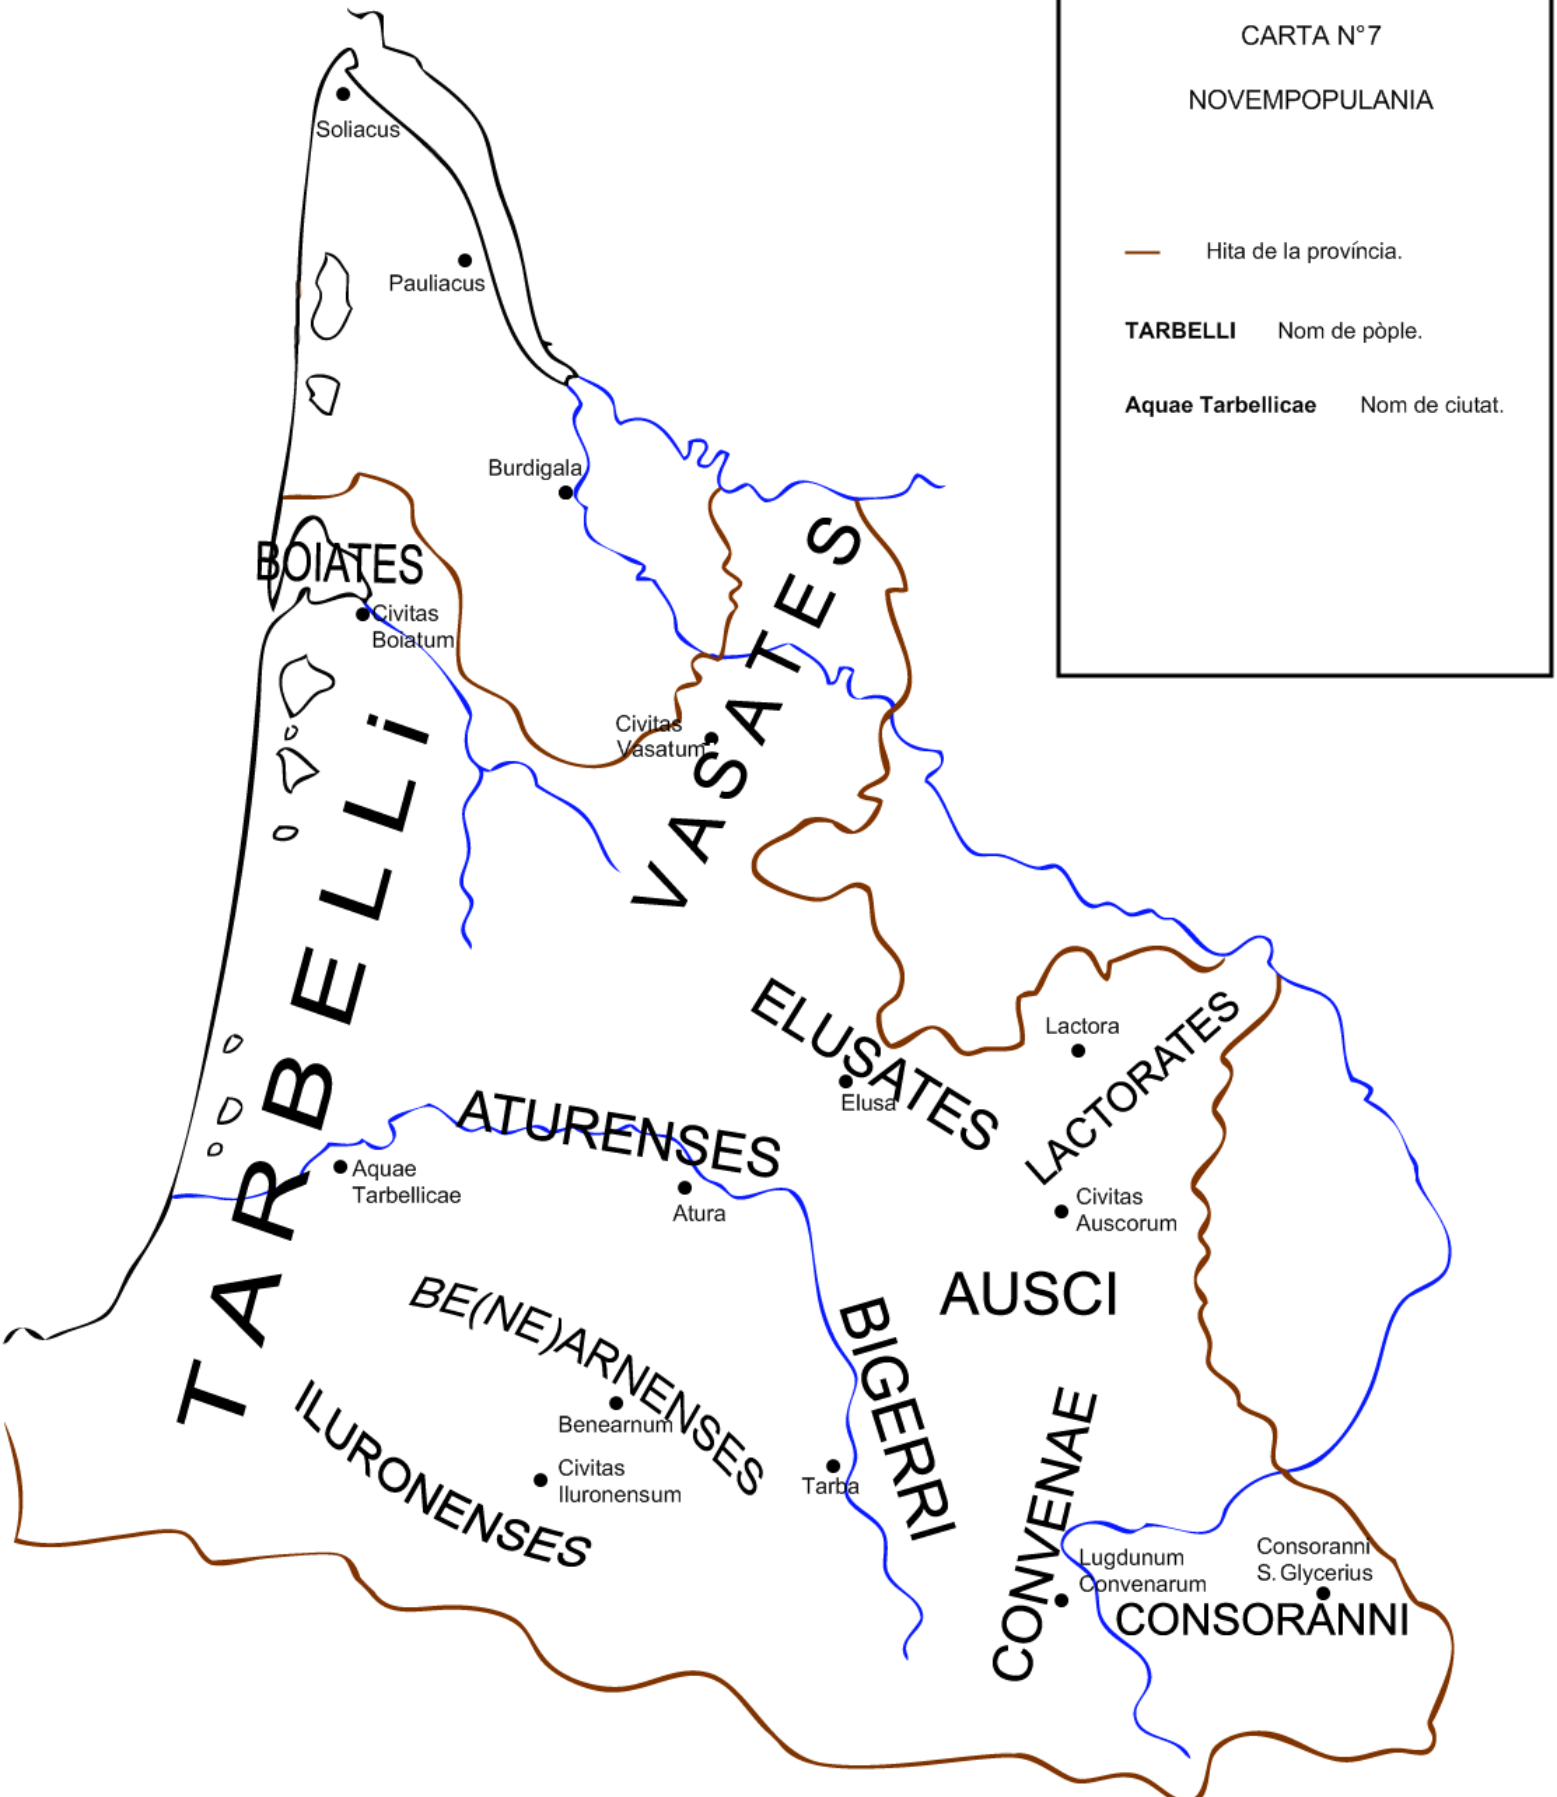 CARTA N°7
NOVEMPOPULANIA
Hita de la província.
TARBELLI Nom de pòple.
Aquae Tarbellicae Nom de ciutat.
Soliacus
Pauliacus
Burdigala
BOIATES
Civitas
Boiatum
Civitas
Vasatum
VASATES
TARBELLi
ELUSATES
Elusa
Lactora
LACTORATES
ATURENSES
Aquae
Tarbellicae
Atura
Civitas
Auscorum
AUSCI
BE(NE)ARNENSES
Benearnum
ILURONENSES
Civitas
Iluronensum
BIGERRI
Tarba
CONVENAE
Lugdunum
Convenarum
Consoranni
S. Glycerius
CONSORANNI